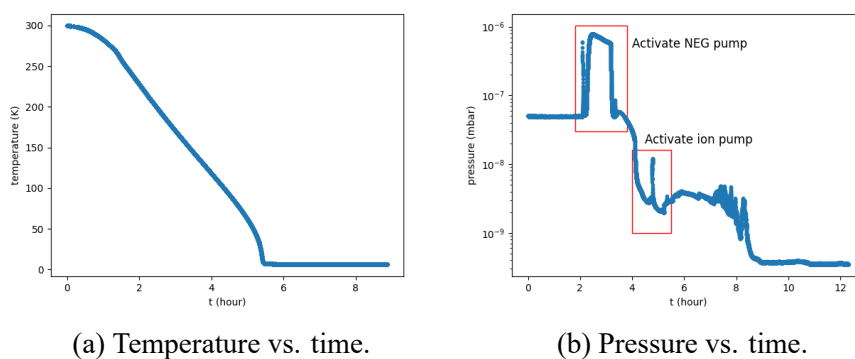 300
250
200
150
100
50
0
temperature (K)
0 2 4 6 8
t (hour)
(a) Temperature vs. time.
10⁻⁶
10⁻⁷
10⁻⁸
10⁻⁹
pressure (mbar)
Activate NEG pump
Activate ion pump
0 2 4 6 8 10 12
t (hour)
(b) Pressure vs. time.